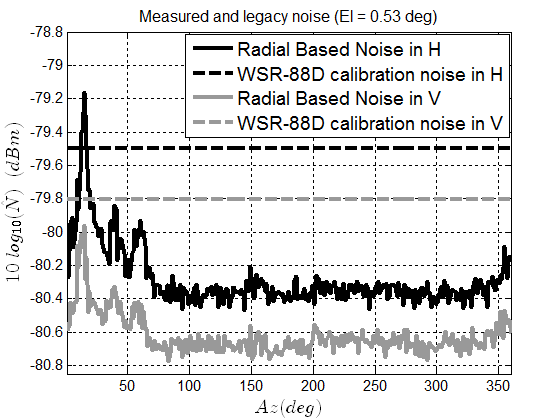 Measured and legacy noise (El = 0.53 deg)
Radial Based Noise in H
WSR-88D calibration noise in H
Radial Based Noise in V
WSR-88D calibration noise in V
10 log10(N̂) (dBm)
-78.8
-79
-79.2
-79.4
-79.6
-79.8
-80
-80.2
-80.4
-80.6
-80.8
50
100
150
200
250
300
350
Az(deg)